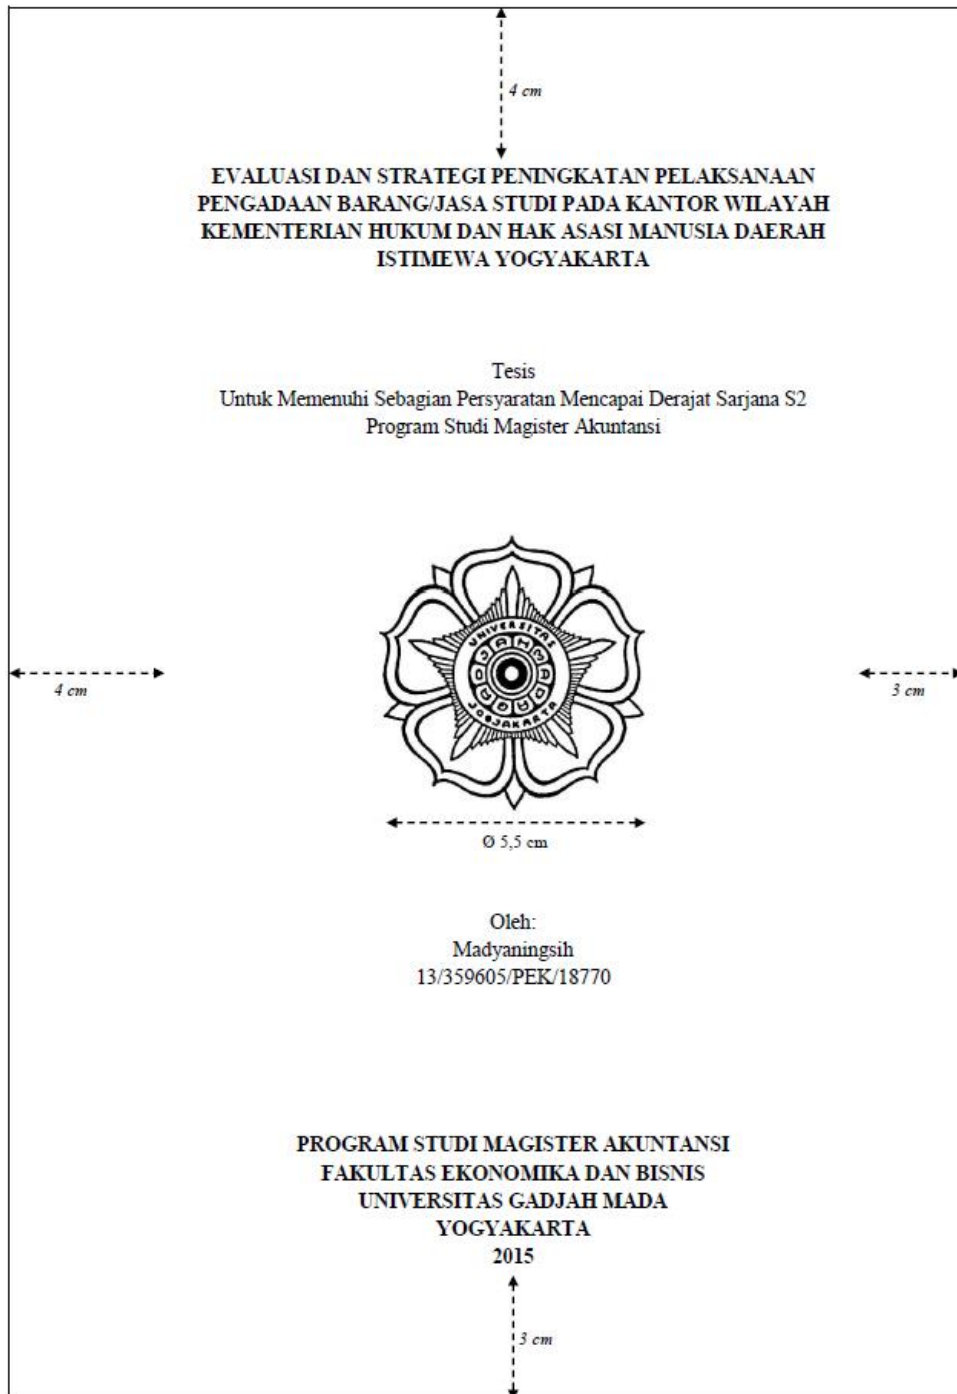 4 cm
EVALUASI DAN STRATEGI PENINGKATAN PELAKSANAAN
PENGADAAN BARANG/JASA STUDI PADA KANTOR WILAYAH
KEMENTERIAN HUKUM DAN HAK ASASI MANUSIA DAERAH
ISTIMEWA YOGYAKARTA
Tesis
Untuk Memenuhi Sebagian Persyaratan Mencapai Derajat Sarjana S2
Program Studi Magister Akuntansi
UNIVERSITAS
GADJAH MADA
JOGJAKARTA
4 cm
3 cm
Ø 5,5 cm
Oleh:
Madyaningsih
13/359605/PEK/18770
PROGRAM STUDI MAGISTER AKUNTANSI
FAKULTAS EKONOMIKA DAN BISNIS
UNIVERSITAS GADJAH MADA
YOGYAKARTA
2015
3 cm